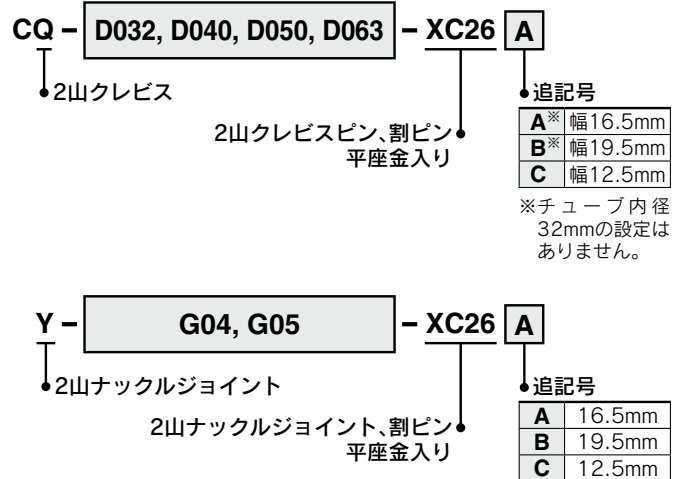 CQ - D032, D040, D050, D063 - XC26 A
2山クレビス
2山クレビスピン、割ピン
平座金入り
追記号
A※ 幅16.5mm
B※ 幅19.5mm
C 幅12.5mm
※チューブ内径
32mmの設定は
ありません。
Y - G04, G05 - XC26 A
2山ナックルジョイント
2山ナックルジョイント、割ピン
平座金入り
追記号
A 16.5mm
B 19.5mm
C 12.5mm